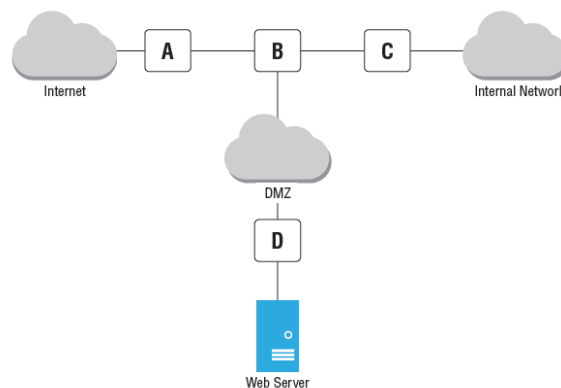 A
B
C
Internet
Internal Network
DMZ
D
Web Server